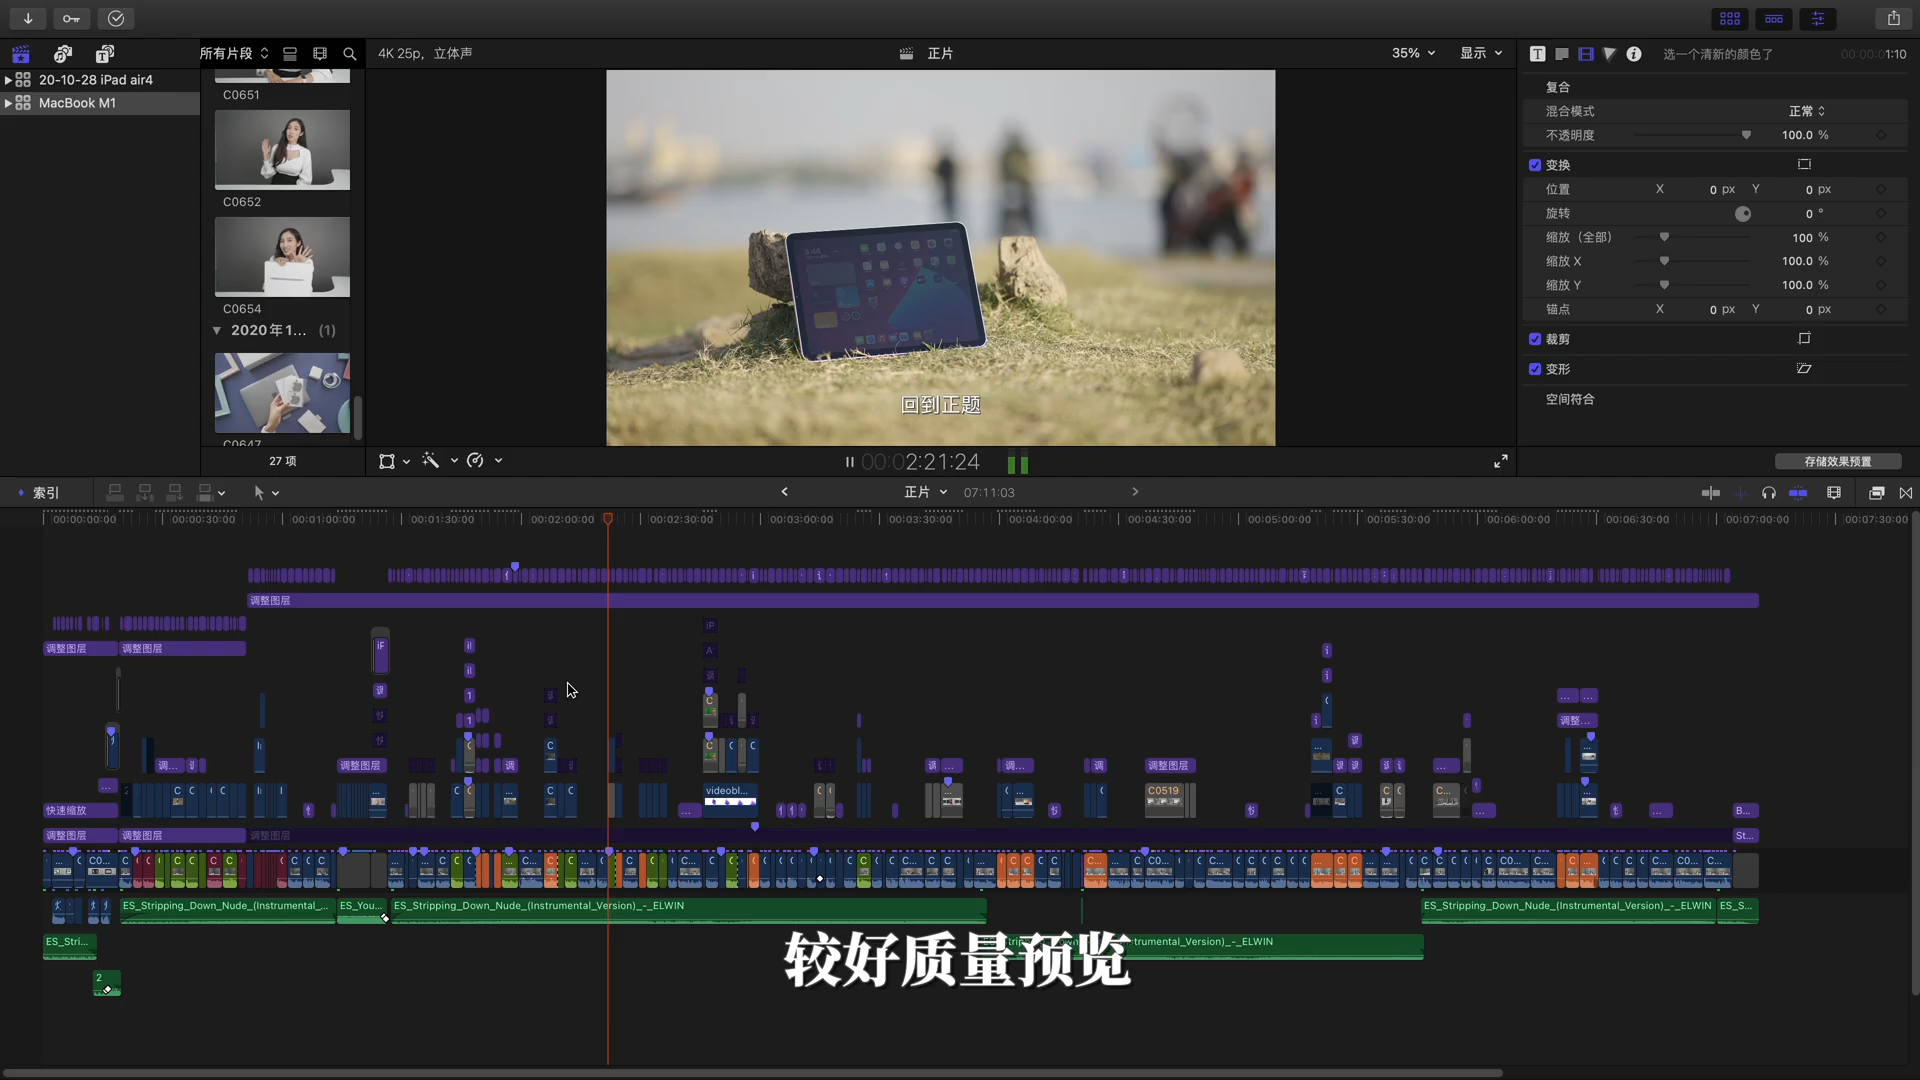 所有片段
4K 25p，立体声
正片
35%
显示
选一个清新的颜色了
00:00:01:10
20-10-28 iPad air4
MacBook M1
C0651
C0652
C0654
2020年1... (1)
C0647
27 项
回到正题
00:02:21:24
复合
混合模式 正常
不透明度 100.0 %
变换
位置 X 0 px Y 0 px
旋转 0 °
缩放（全部） 100 %
缩放 X 100.0 %
缩放 Y 100.0 %
锚点 X 0 px Y 0 px
裁剪
变形
空间符合
存储效果预置
索引
正片 07:11:03
00:00:00:00 00:00:30:00 00:01:00:00 00:01:30:00 00:02:00:00 00:02:30:00 00:03:00:00 00:03:30:00 00:04:00:00 00:04:30:00 00:05:00:00 00:05:30:00 00:06:00:00 00:06:30:00 00:07:00:00 00:07:30:00
调整图层
调整图层 调整图层
调... 调整图层 调... 调整图层
调整...
videobl... C0519
快速缩放
调整图层 调整图层 调整图层
ES_Stripping_Down_Nude_(Instrumental_... ES_You... ES_Stripping_Down_Nude_(Instrumental_Version)_-_ELWIN ES_Stripping_Down_Nude_(Instrumental_Version)_-_ELWIN ES_S...
ES_Stri...
2
较好质量预览